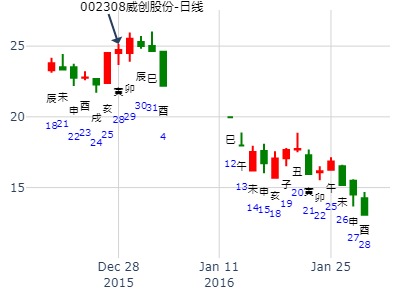 002308威创股份-日线
25
20
15
辰 未 申 酉 戌 亥 寅 卯 辰 巳 酉
18 21 22 23 24 25 28 29 30 31 4
巳 午 未 申 亥 子 丑 寅 卯 午 未 申 酉
12 13 14 15 18 19 20 21 22 25 26 27 28
Dec 28 Jan 11 Jan 25
2015 2016